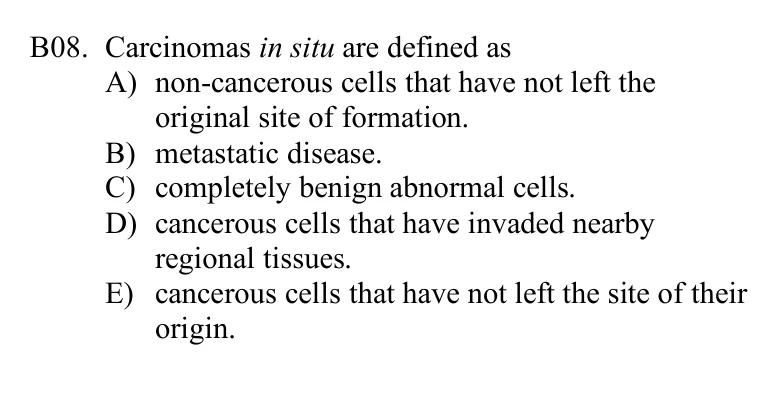 B08. Carcinomas in situ are defined as
A) non-cancerous cells that have not left the
original site of formation.
B) metastatic disease.
C) completely benign abnormal cells.
D) cancerous cells that have invaded nearby
regional tissues.
E) cancerous cells that have not left the site of their
origin.